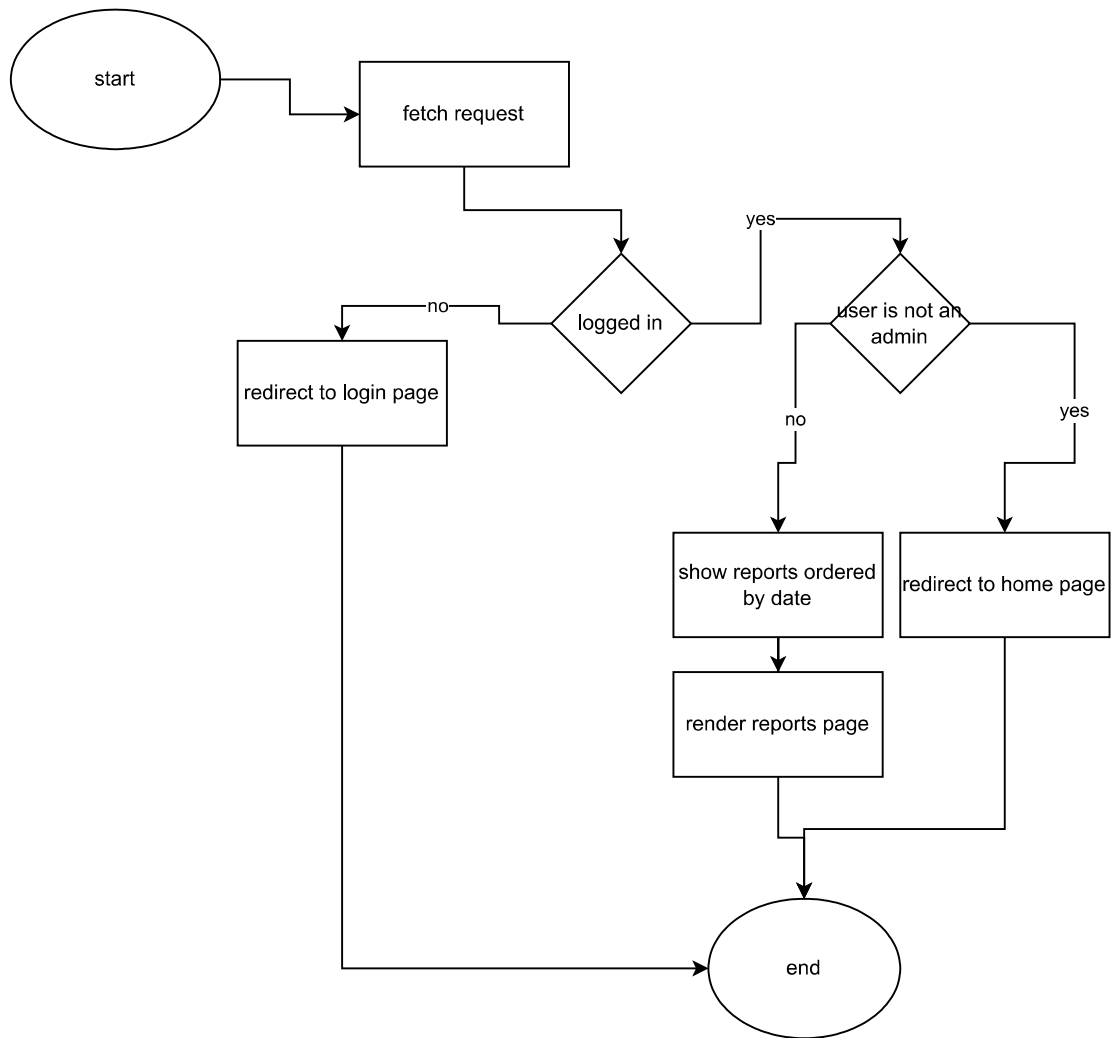 start
fetch request
yes
no
logged in
user is not an
admin
redirect to login page
no
yes
show reports ordered
by date
redirect to home page
render reports page
end